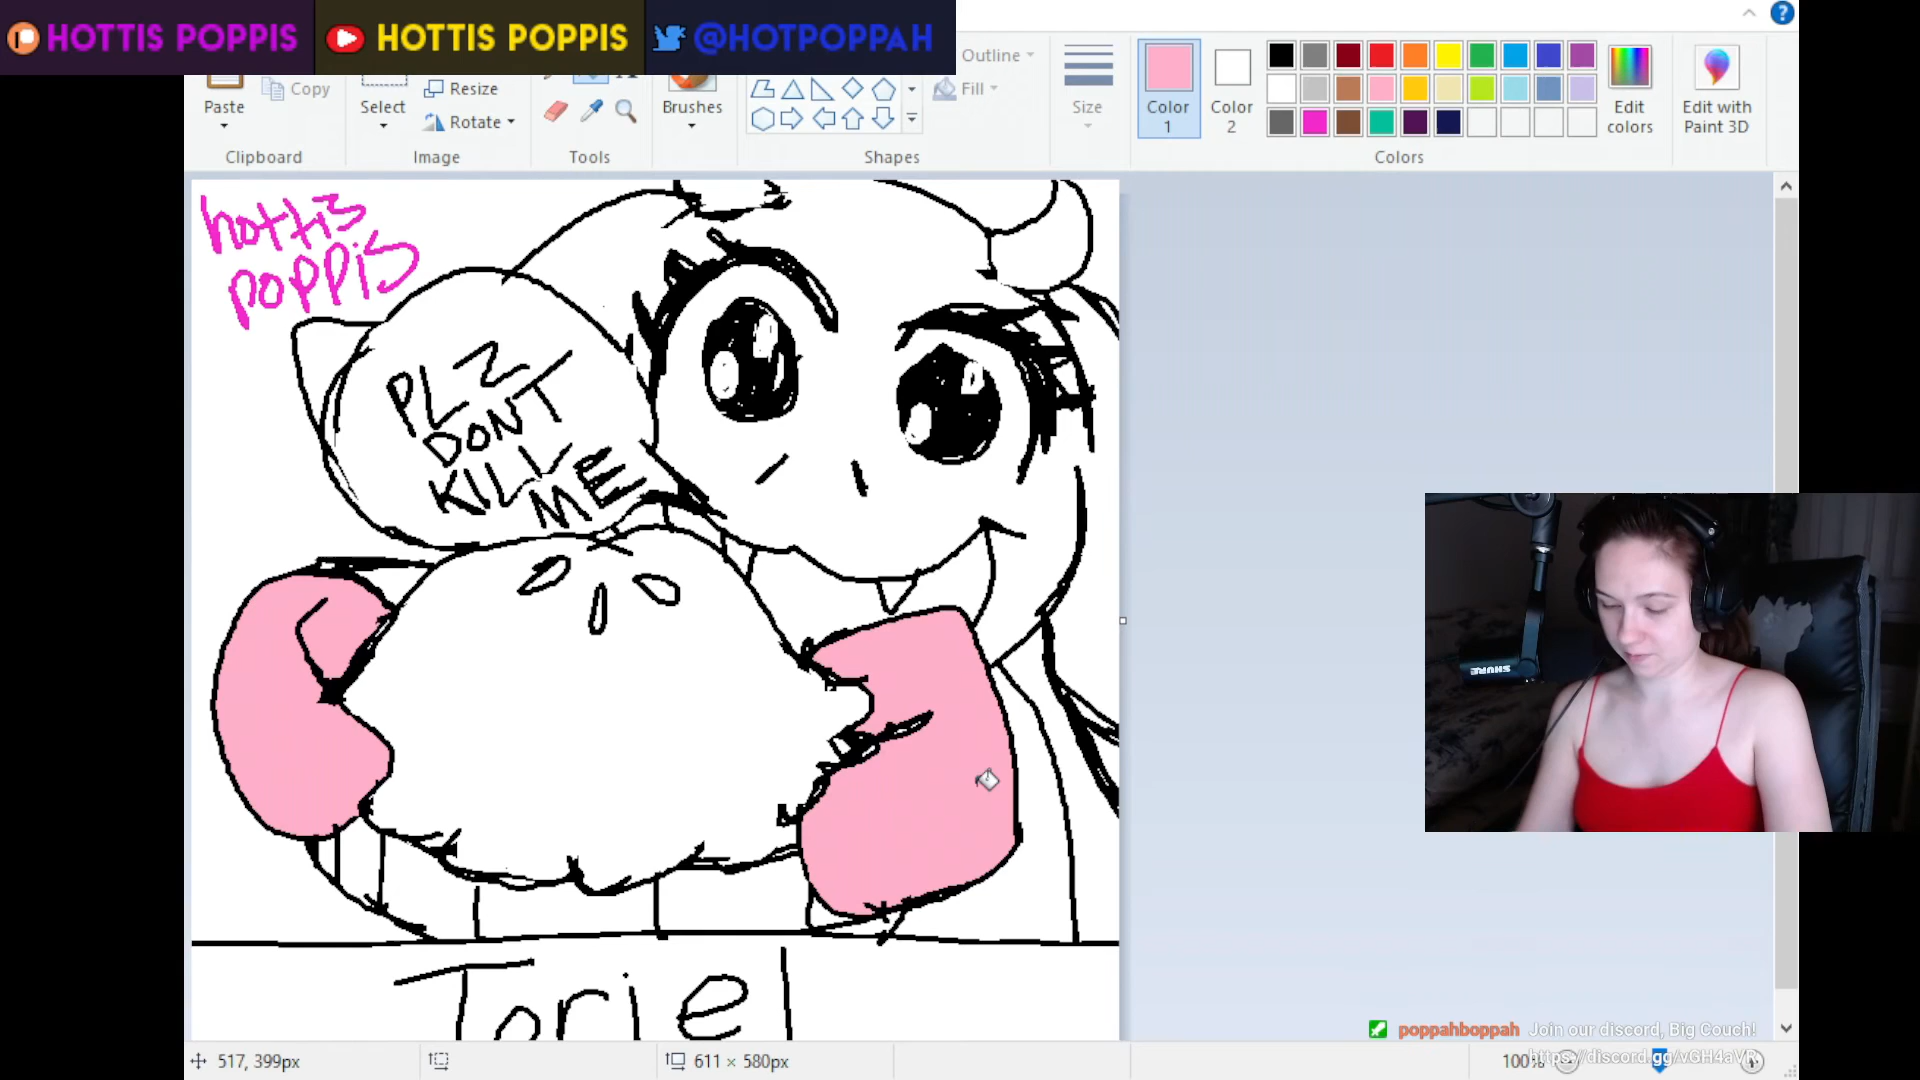 HOTTIS POPPIS
HOTTIS POPPIS
@HOTPOPPAH
Outline
Copy
Resize
Fill
Paste
Select
Brushes
Size
Color 1
Color 2
Edit colors
Edit with Paint 3D
Rotate
Clipboard
Image
Tools
Shapes
Colors
hottis
poppis
PLZ
DONT
KILL
ME
SHURE
Toriel
poppahboppah Join our discord, Big Couch!
517, 399px
611 × 580px
100%